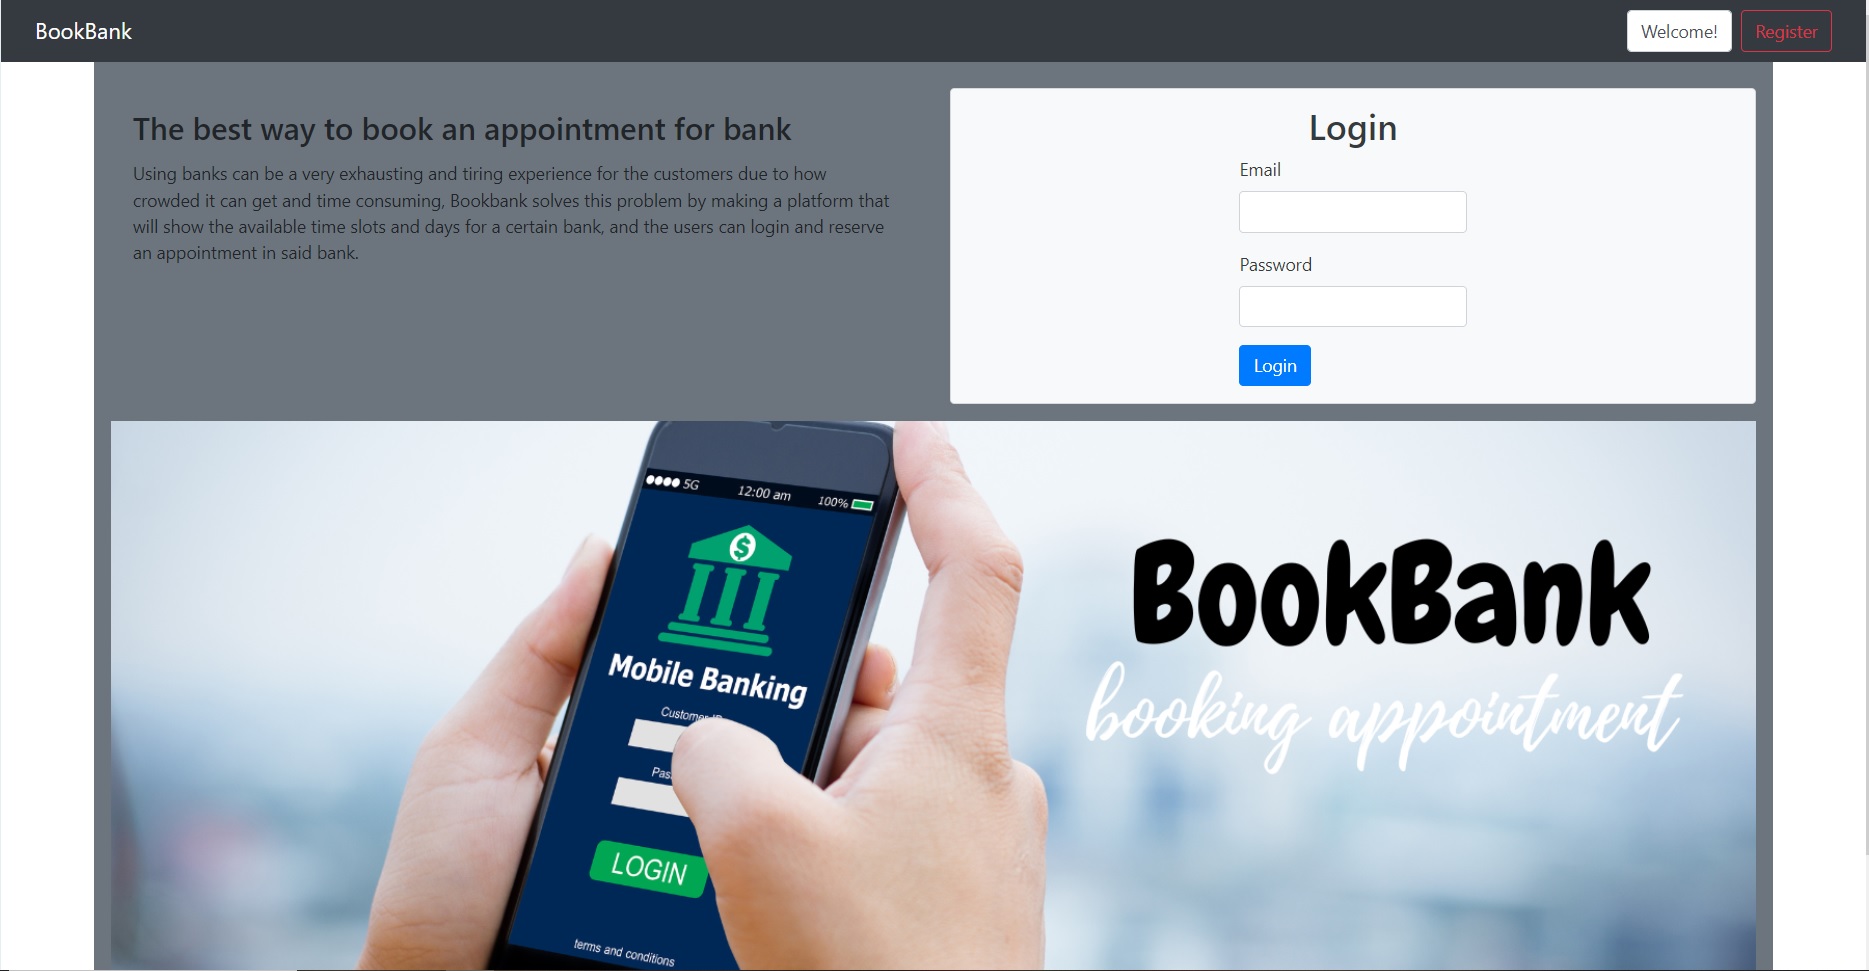 BookBank
Welcome!
Register
The best way to book an appointment for bank
Using banks can be a very exhausting and tiring experience for the customers due to how
crowded it can get and time consuming, Bookbank solves this problem by making a platform that
will show the available time slots and days for a certain bank, and the users can login and reserve
an appointment in said bank.
Login
Email
Password
Login
5G 12:00 am 100%
$
Mobile Banking
Customer
LOGIN
terms and conditions
BookBank
booking appointment